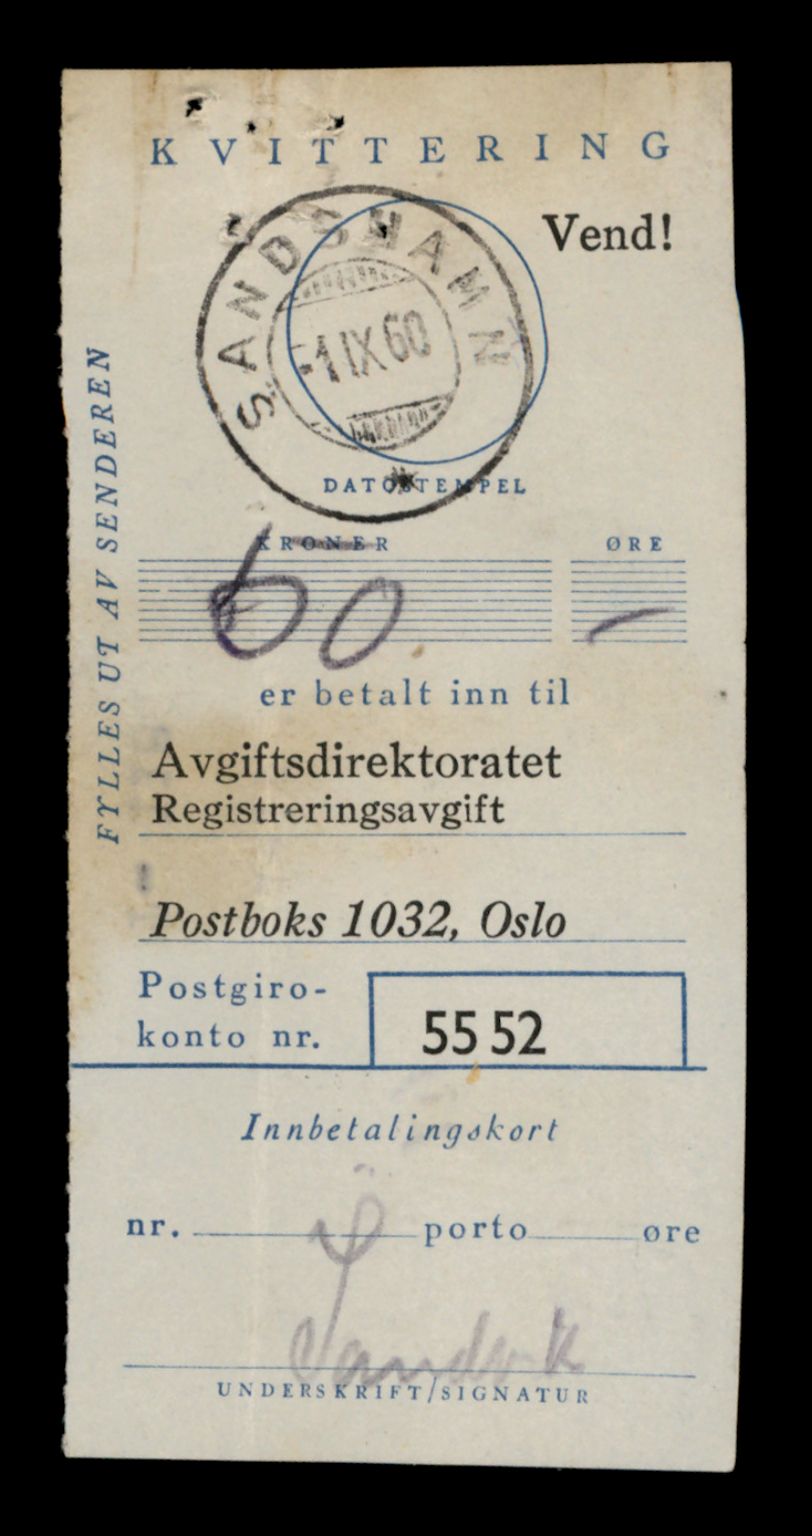 KVITTERING
Vend!
SANDSHAMN
-1 IX 60
DATOSTEMPEL
FYLLES UT AV SENDEREN
KRONER ØRE
60 -
er betalt inn til
Avgiftsdirektoratet
Registreringsavgift
Postboks 1032, Oslo
Postgiro-
konto nr. 55 52
Innbetalingskort
nr. 9 porto øre
UNDERSKRIFT/SIGNATUR